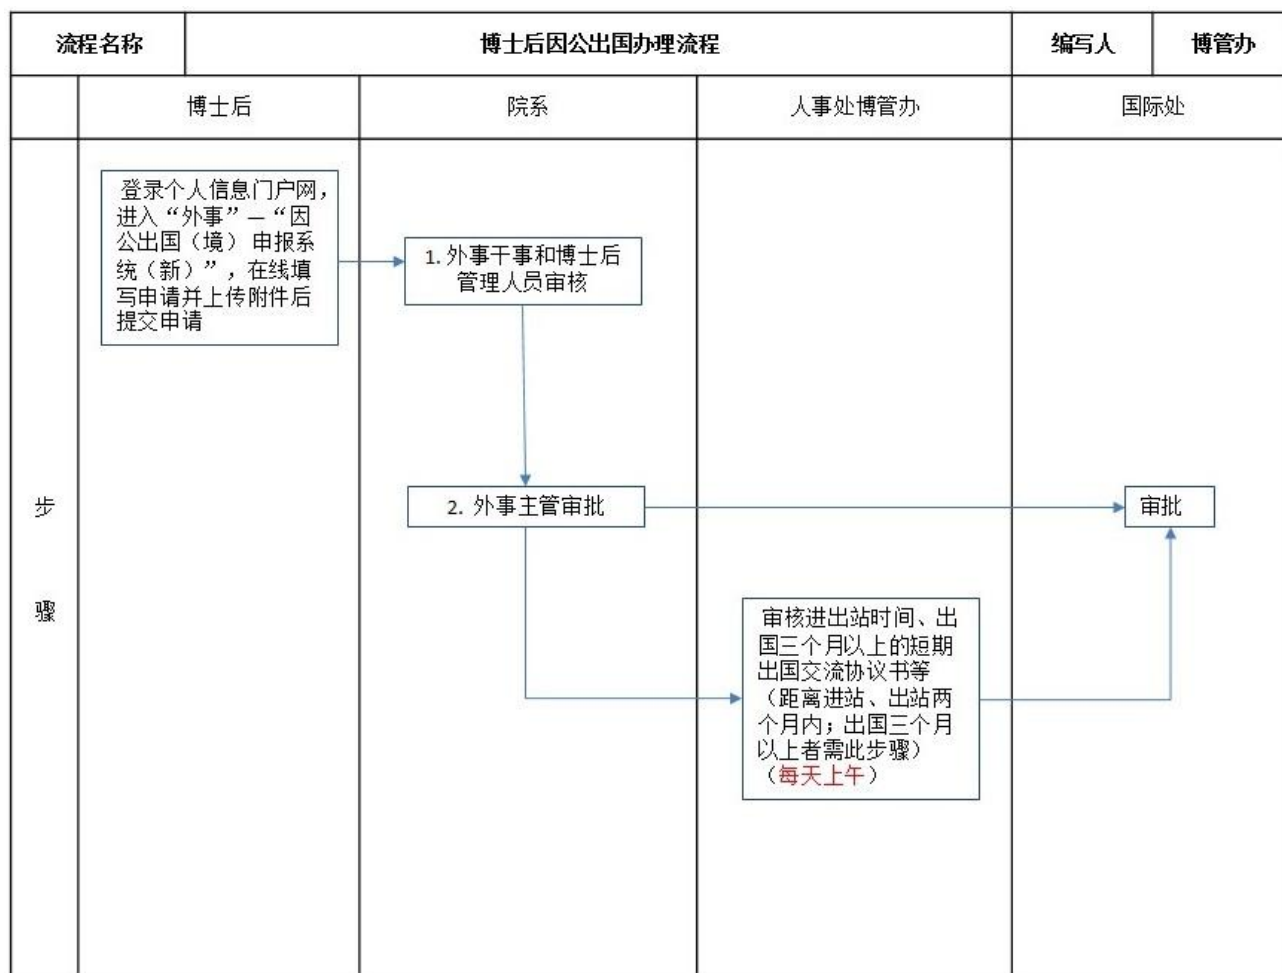 流程名称 博士后因公出国办理流程 编写人 博管办
博士后 院系 人事处博管办 国际处
登录个人信息门户网，
进入“外事”—“因
公出国（境）申报系
统（新）”，在线填
写申请并上传附件后
提交申请
1. 外事干事和博士后
管理人员审核
步
骤
2. 外事主管审批
审批
审核进出站时间、出
国三个月以上的短期
出国交流协议书等
（距离进站、出站两
个月内；出国三个月
以上者需此步骤）
（每天上午）